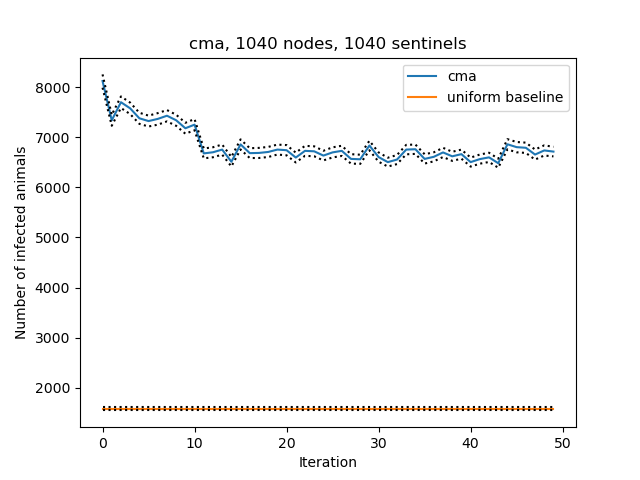 cma, 1040 nodes, 1040 sentinels
cma
uniform baseline
Number of infected animals
8000
7000
6000
5000
4000
3000
2000
0 10 20 30 40 50
Iteration